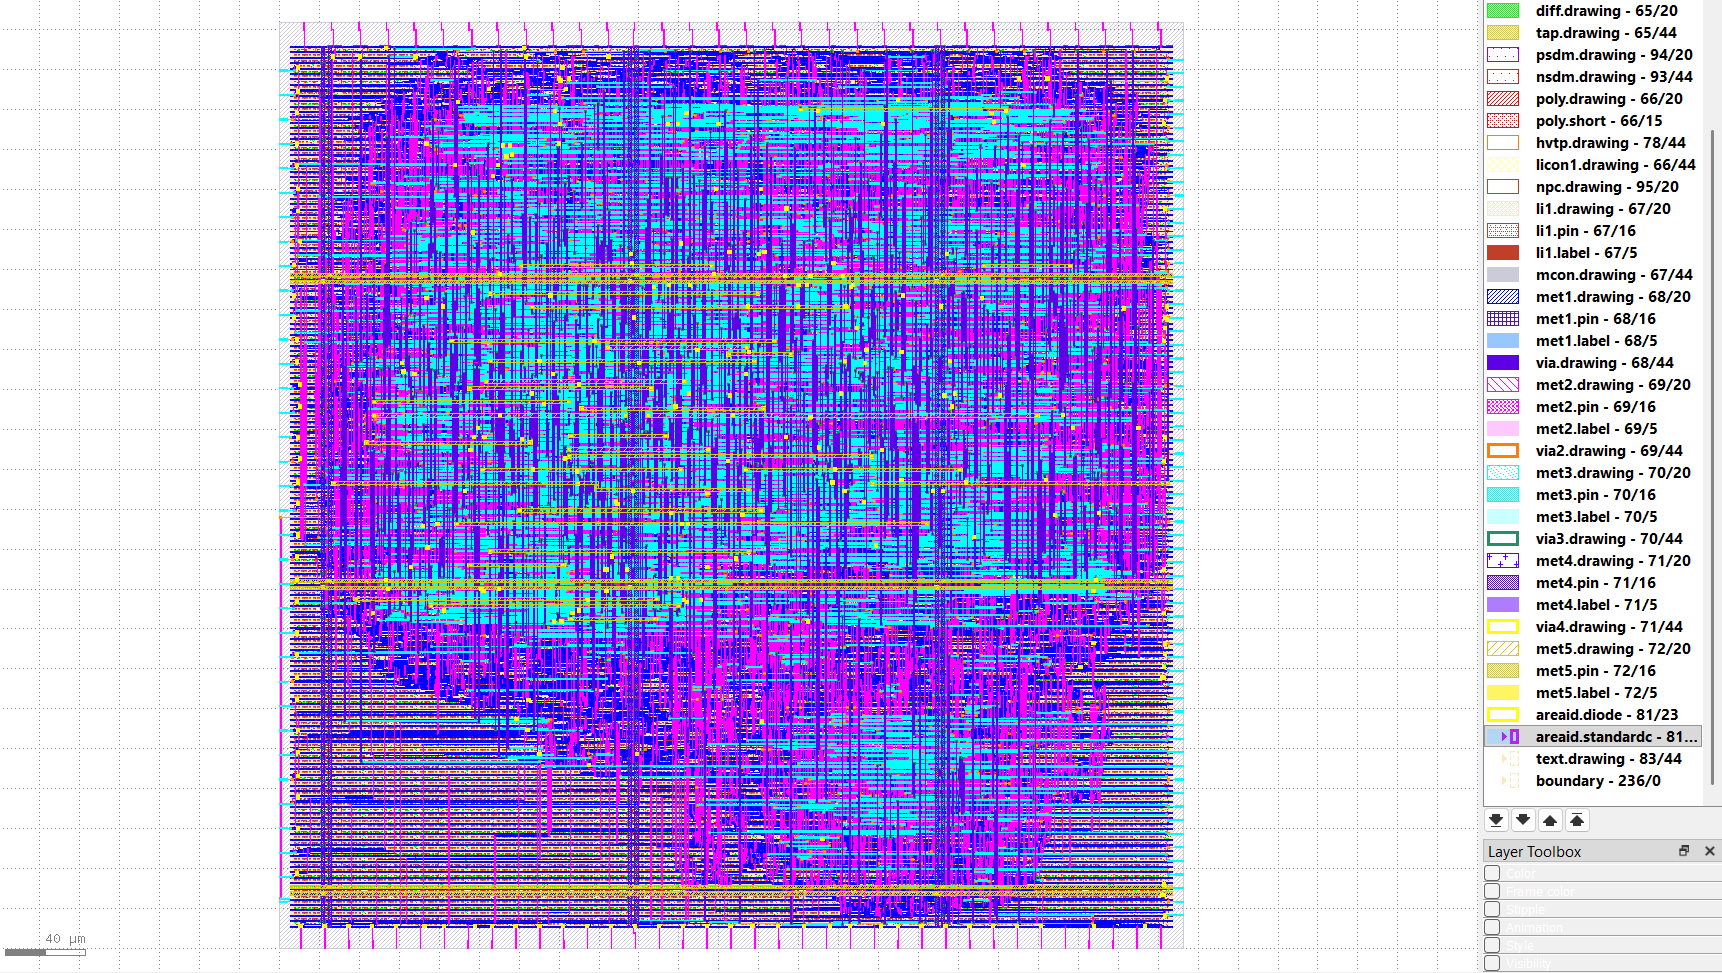 diff.drawing - 65/20
tap.drawing - 65/44
psdm.drawing - 94/20
nsdm.drawing - 93/44
poly.drawing - 66/20
poly.short - 66/15
hvtp.drawing - 78/44
licon1.drawing - 66/44
npc.drawing - 95/20
li1.drawing - 67/20
li1.pin - 67/16
li1.label - 67/5
mcon.drawing - 67/44
met1.drawing - 68/20
met1.pin - 68/16
met1.label - 68/5
via.drawing - 68/44
met2.drawing - 69/20
met2.pin - 69/16
met2.label - 69/5
via2.drawing - 69/44
met3.drawing - 70/20
met3.pin - 70/16
met3.label - 70/5
via3.drawing - 70/44
met4.drawing - 71/20
met4.pin - 71/16
met4.label - 71/5
via4.drawing - 71/44
met5.drawing - 72/20
met5.pin - 72/16
met5.label - 72/5
areaid.diode - 81/23
areaid.standardc - 81...
text.drawing - 83/44
boundary - 236/0
Layer Toolbox
Color
Frame color
Stipple
Animation
Style
Visibility
40 µm